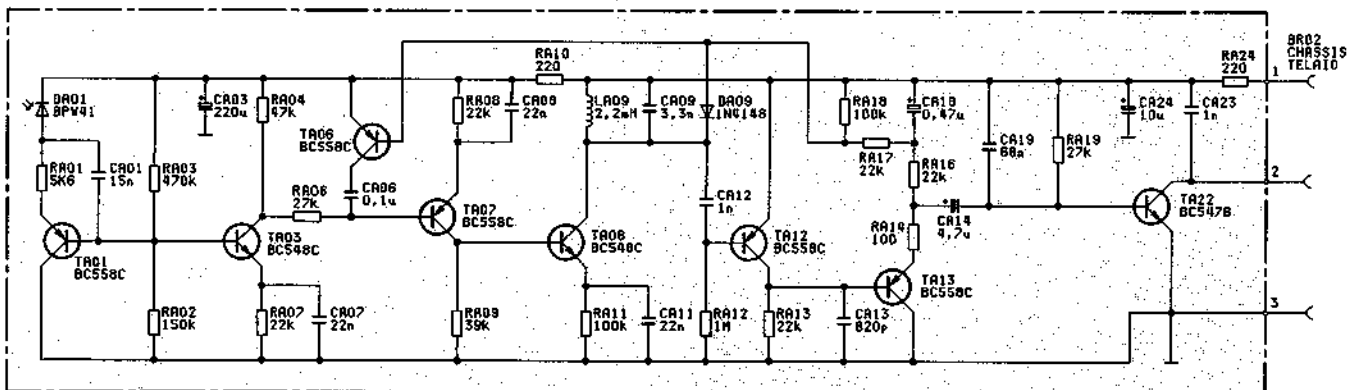 BR02
CHASSIS
TELAIO
RA24
220
1
RA10
220
DA01
BPW41
CA03
220u
RA04
47k
TA06
BC558C
RA08
22k
CA08
22n
LA09
2,2mH
CA09
3,3n
DA09
1N4148
RA18
100k
CA18
0,47u
CA24
10u
CA23
1n
RA01
5K6
CA01
15n
RA03
470k
RA06
27k
CA06
0,1u
RA17
22k
RA16
22k
CA19
68n
RA19
27k
2
TA07
BC558C
CA12
1n
CA14
4,7u
TA22
BC547B
TA01
BC558C
TA03
BC548C
TA08
BC548C
TA12
BC558C
RA14
100
TA13
BC558C
3
RA02
150k
RA07
22k
CA07
22n
RA09
39k
RA11
100k
CA11
22n
RA12
1M
RA13
22k
CA13
820p